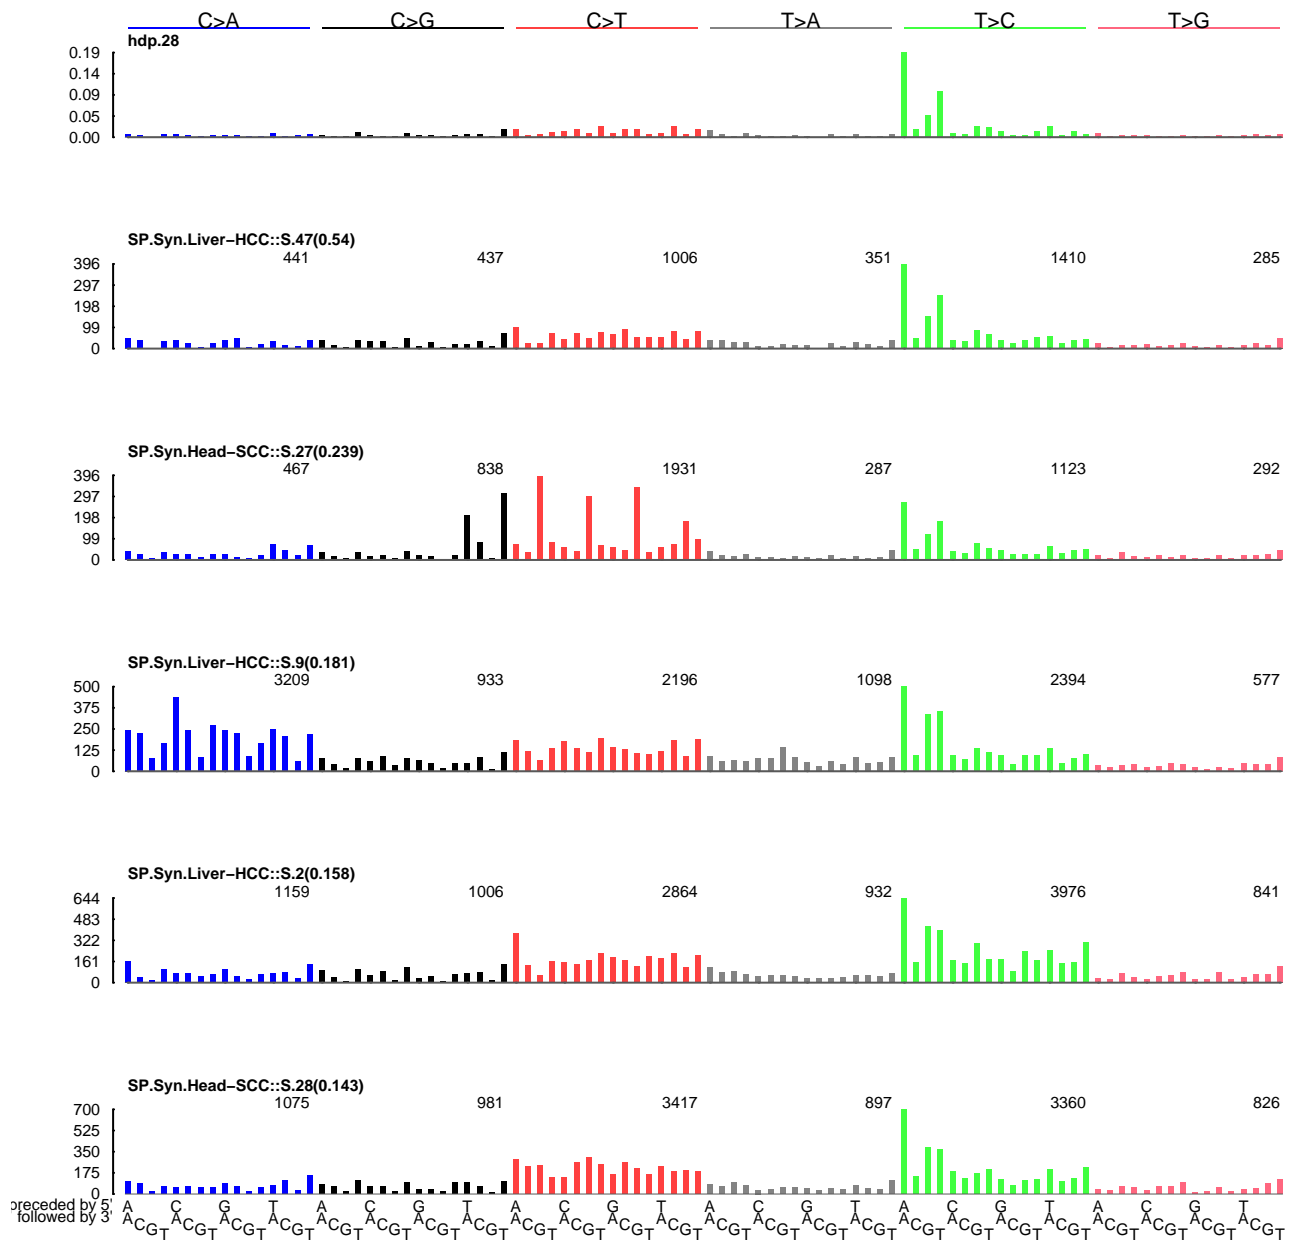 C>A C>G C>T T>A T>C T>G
hdp.28
0.19
0.14
0.09
0.05
0.00
SP.Syn.Liver−HCC::S.47(0.54)
441 437 1006 351 1410 285
396
297
198
99
0
SP.Syn.Head−SCC::S.27(0.239)
467 838 1931 287 1123 292
396
297
198
99
0
SP.Syn.Liver−HCC::S.9(0.181)
3209 933 2196 1098 2394 577
500
375
250
125
0
SP.Syn.Liver−HCC::S.2(0.158)
1159 1006 2864 932 3976 841
644
483
322
161
0
SP.Syn.Head−SCC::S.28(0.143)
1075 981 3417 897 3360 826
700
525
350
175
0
preceded by 5' A C G T A C G T A C G T A C G T A C G T A C G T
followed by 3' A C G T A C G T A C G T A C G T A C G T A C G T A C G T A C G T A C G T A C G T A C G T A C G T A C G T A C G T A C G T A C G T A C G T A C G T A C G T A C G T A C G T A C G T A C G T A C G T